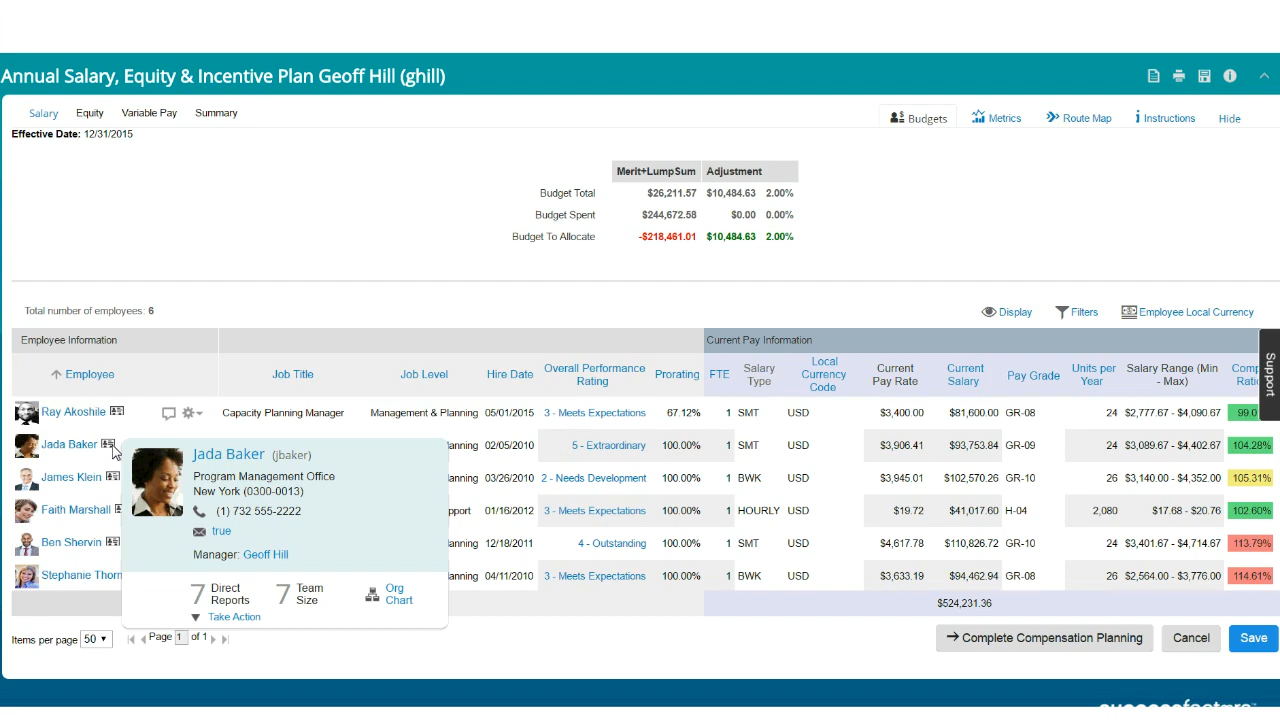 Annual Salary, Equity & Incentive Plan Geoff Hill (ghill)
Salary Equity Variable Pay Summary
Budgets Metrics Route Map Instructions Hide
Effective Date: 12/31/2015
Merit+LumpSum Adjustment
Budget Total $26,211.57 $10,484.63 2.00%
Budget Spent $244,672.58 $0.00 0.00%
Budget To Allocate -$218,461.01 $10,484.63 2.00%
Total number of employees: 6
Display Filters Employee Local Currency
Employee Information Current Pay Information
Employee Job Title Job Level Hire Date Overall Performance Rating Prorating FTE Salary Type Local Currency Code Current Pay Rate Current Salary Pay Grade Units per Year Salary Range (Min - Max)
Support
Ray Akoshile Capacity Planning Manager Management & Planning 05/01/2015 3 - Meets Expectations 67.12% 1 SMT USD $3,400.00 $81,600.00 GR-08 24 $2,777.67 - $4,090.67 99.0
Jada Baker anning 02/05/2010 5 - Extraordinary 100.00% 1 SMT USD $3,906.41 $93,753.84 GR-09 24 $3,089.67 - $4,402.67 104.28%
James Klein anning 03/26/2010 2 - Needs Development 100.00% 1 BWK USD $3,945.01 $102,570.26 GR-10 26 $3,140.00 - $4,352.00 105.31%
Faith Marshall pport 01/16/2012 3 - Meets Expectations 100.00% 1 HOURLY USD $19.72 $41,017.60 H-04 2,080 $17.68 - $20.76 102.60%
Ben Shervin anning 12/18/2011 4 - Outstanding 100.00% 1 SMT USD $4,617.78 $110,826.72 GR-10 24 $3,401.67 - $4,714.67 113.79%
Stephanie Thorn anning 04/11/2010 3 - Meets Expectations 100.00% 1 BWK USD $3,633.19 $94,462.94 GR-08 26 $2,564.00 - $3,776.00 114.61%
$524,231.36
Jada Baker (jbaker)
Program Management Office
New York (0300-0013)
(1) 732 555-2222
true
Manager: Geoff Hill
7 Direct Reports 7 Team Size Org Chart
Take Action
Items per page 50 Page 1 of 1
Complete Compensation Planning Cancel Save